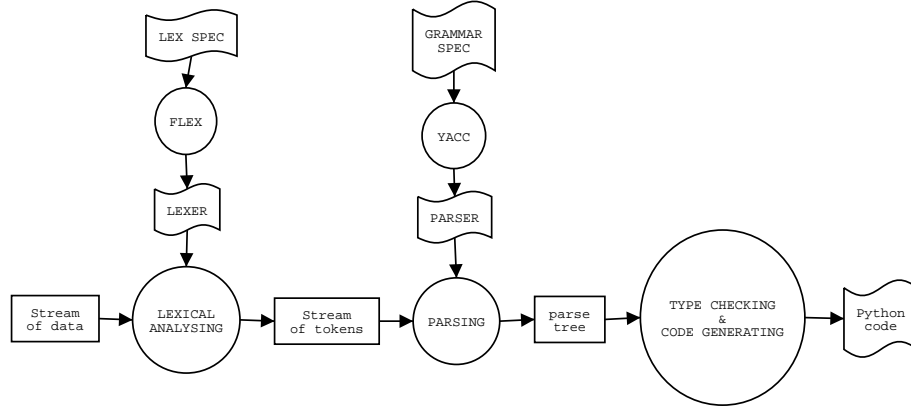 LEX SPEC
GRAMMAR
SPEC
FLEX
YACC
LEXER
PARSER
Stream
of data
LEXICAL
ANALYSING
Stream
of tokens
PARSING
parse
tree
TYPE CHECKING
&
CODE GENERATING
Python
code